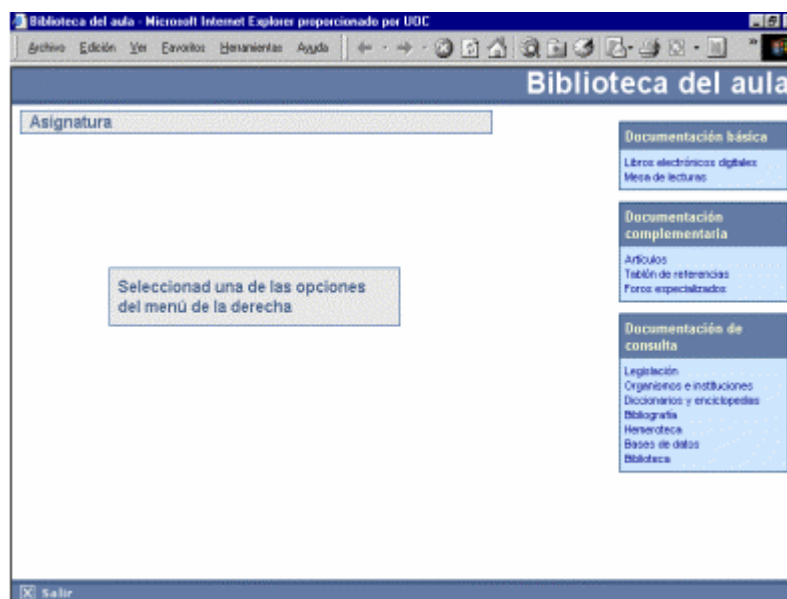 Biblioteca del aula - Microsoft Internet Explorer proporcionado por UOC
Archivo Edición Ver Favoritos Herramientas Ayuda
Biblioteca del aula
Asignatura
Seleccionad una de las opciones
del menú de la derecha
Documentación básica
Libros electrónicos digitales
Mesa de lecturas
Documentación
complementaria
Artículos
Tablón de referencias
Foros especializados
Documentación de
consulta
Legislación
Organismos e instituciones
Diccionarios y enciclopedias
Bibliografía
Hemeroteca
Bases de datos
Biblioteca
Salir